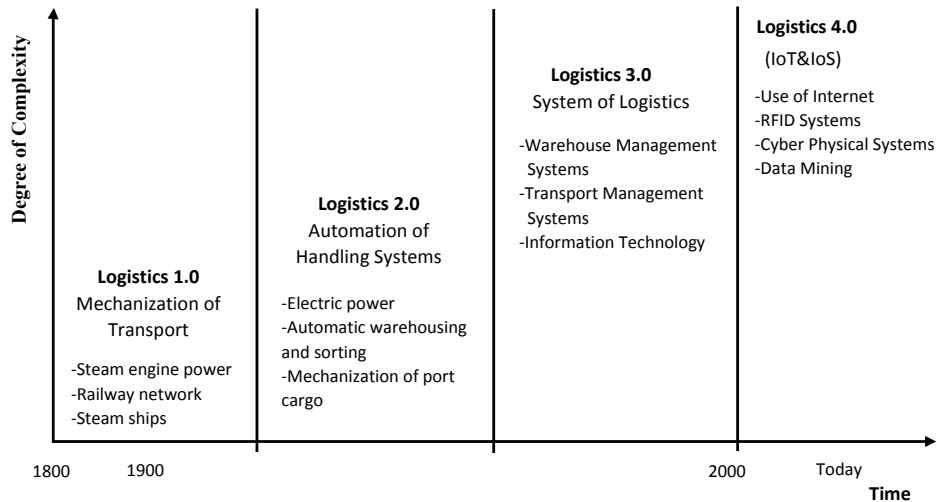 Degree of Complexity
Logistics 1.0
Mechanization of
Transport
-Steam engine power
-Railway network
-Steam ships
Logistics 2.0
Automation of
Handling Systems
-Electric power
-Automatic warehousing
and sorting
-Mechanization of port
cargo
Logistics 3.0
System of Logistics
-Warehouse Management
Systems
-Transport Management
Systems
-Information Technology
Logistics 4.0
(IoT&IoS)
-Use of Internet
-RFID Systems
-Cyber Physical Systems
-Data Mining
1800
1900
2000
Today
Time